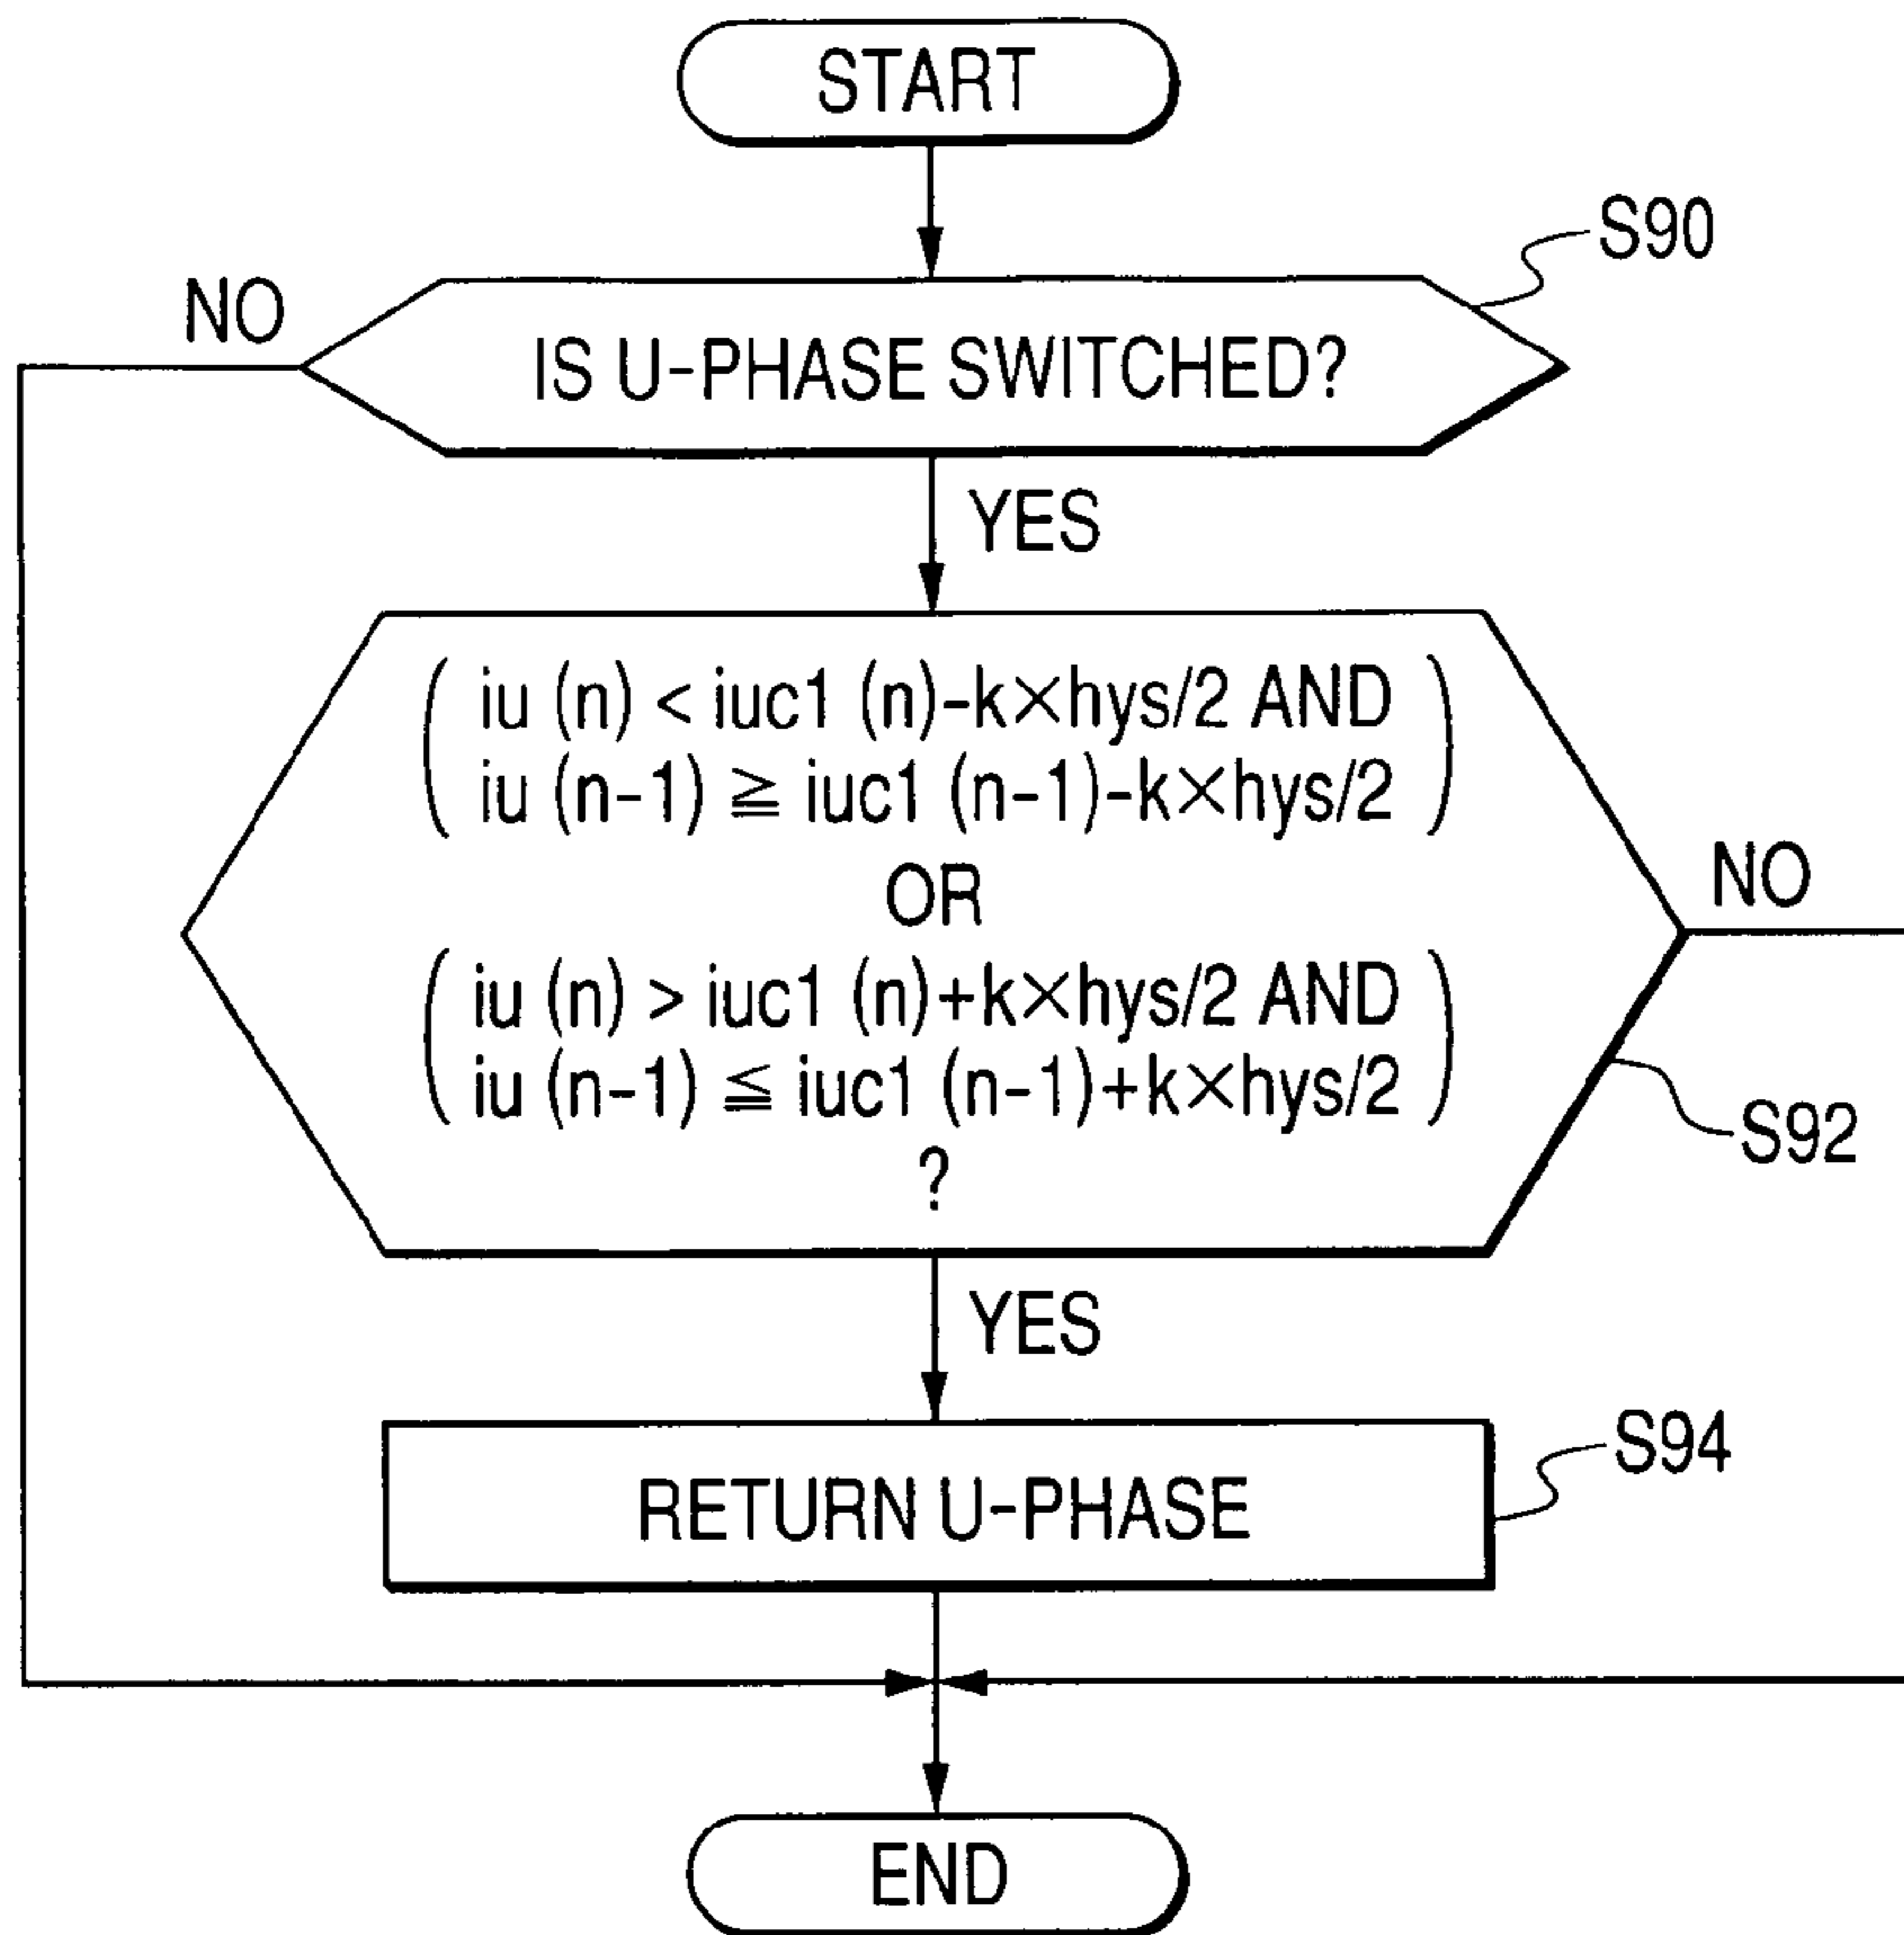 START
S90
NO
IS U-PHASE SWITCHED?
YES
( iu (n) < iuc1 (n)-k×hys/2 AND
iu (n-1) ≧ iuc1 (n-1)-k×hys/2 )
OR
NO
( iu (n) > iuc1 (n)+k×hys/2 AND
iu (n-1) ≦ iuc1 (n-1)+k×hys/2 )
?
S92
YES
S94
RETURN U-PHASE
END